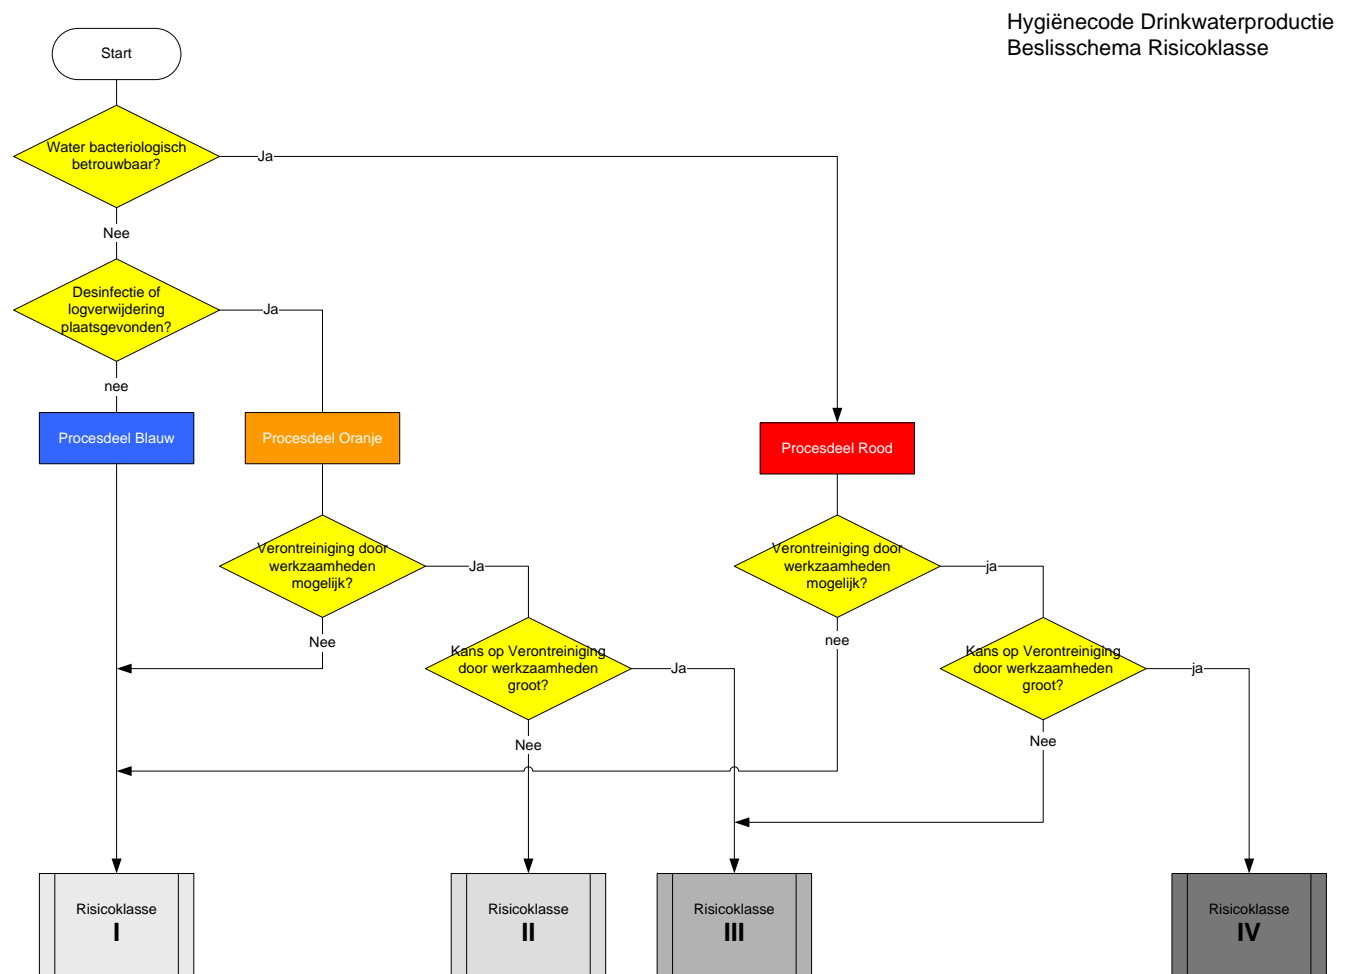 Hygiënecode Drinkwaterproductie
Beslisschema Risicoklasse
Start
Water bacteriologisch
betrouwbaar?
Ja
Nee
Desinfectie of
logverwijdering
plaatsgevonden?
Ja
nee
Procesdeel Blauw
Procesdeel Oranje
Procesdeel Rood
Verontreiniging door
werkzaamheden
mogelijk?
Ja
Nee
Verontreiniging door
werkzaamheden
mogelijk?
ja
nee
Kans op Verontreiniging
door werkzaamheden
groot?
Ja
Nee
Kans op Verontreiniging
door werkzaamheden
groot?
ja
Nee
Risicoklasse
I
Risicoklasse
II
Risicoklasse
III
Risicoklasse
IV